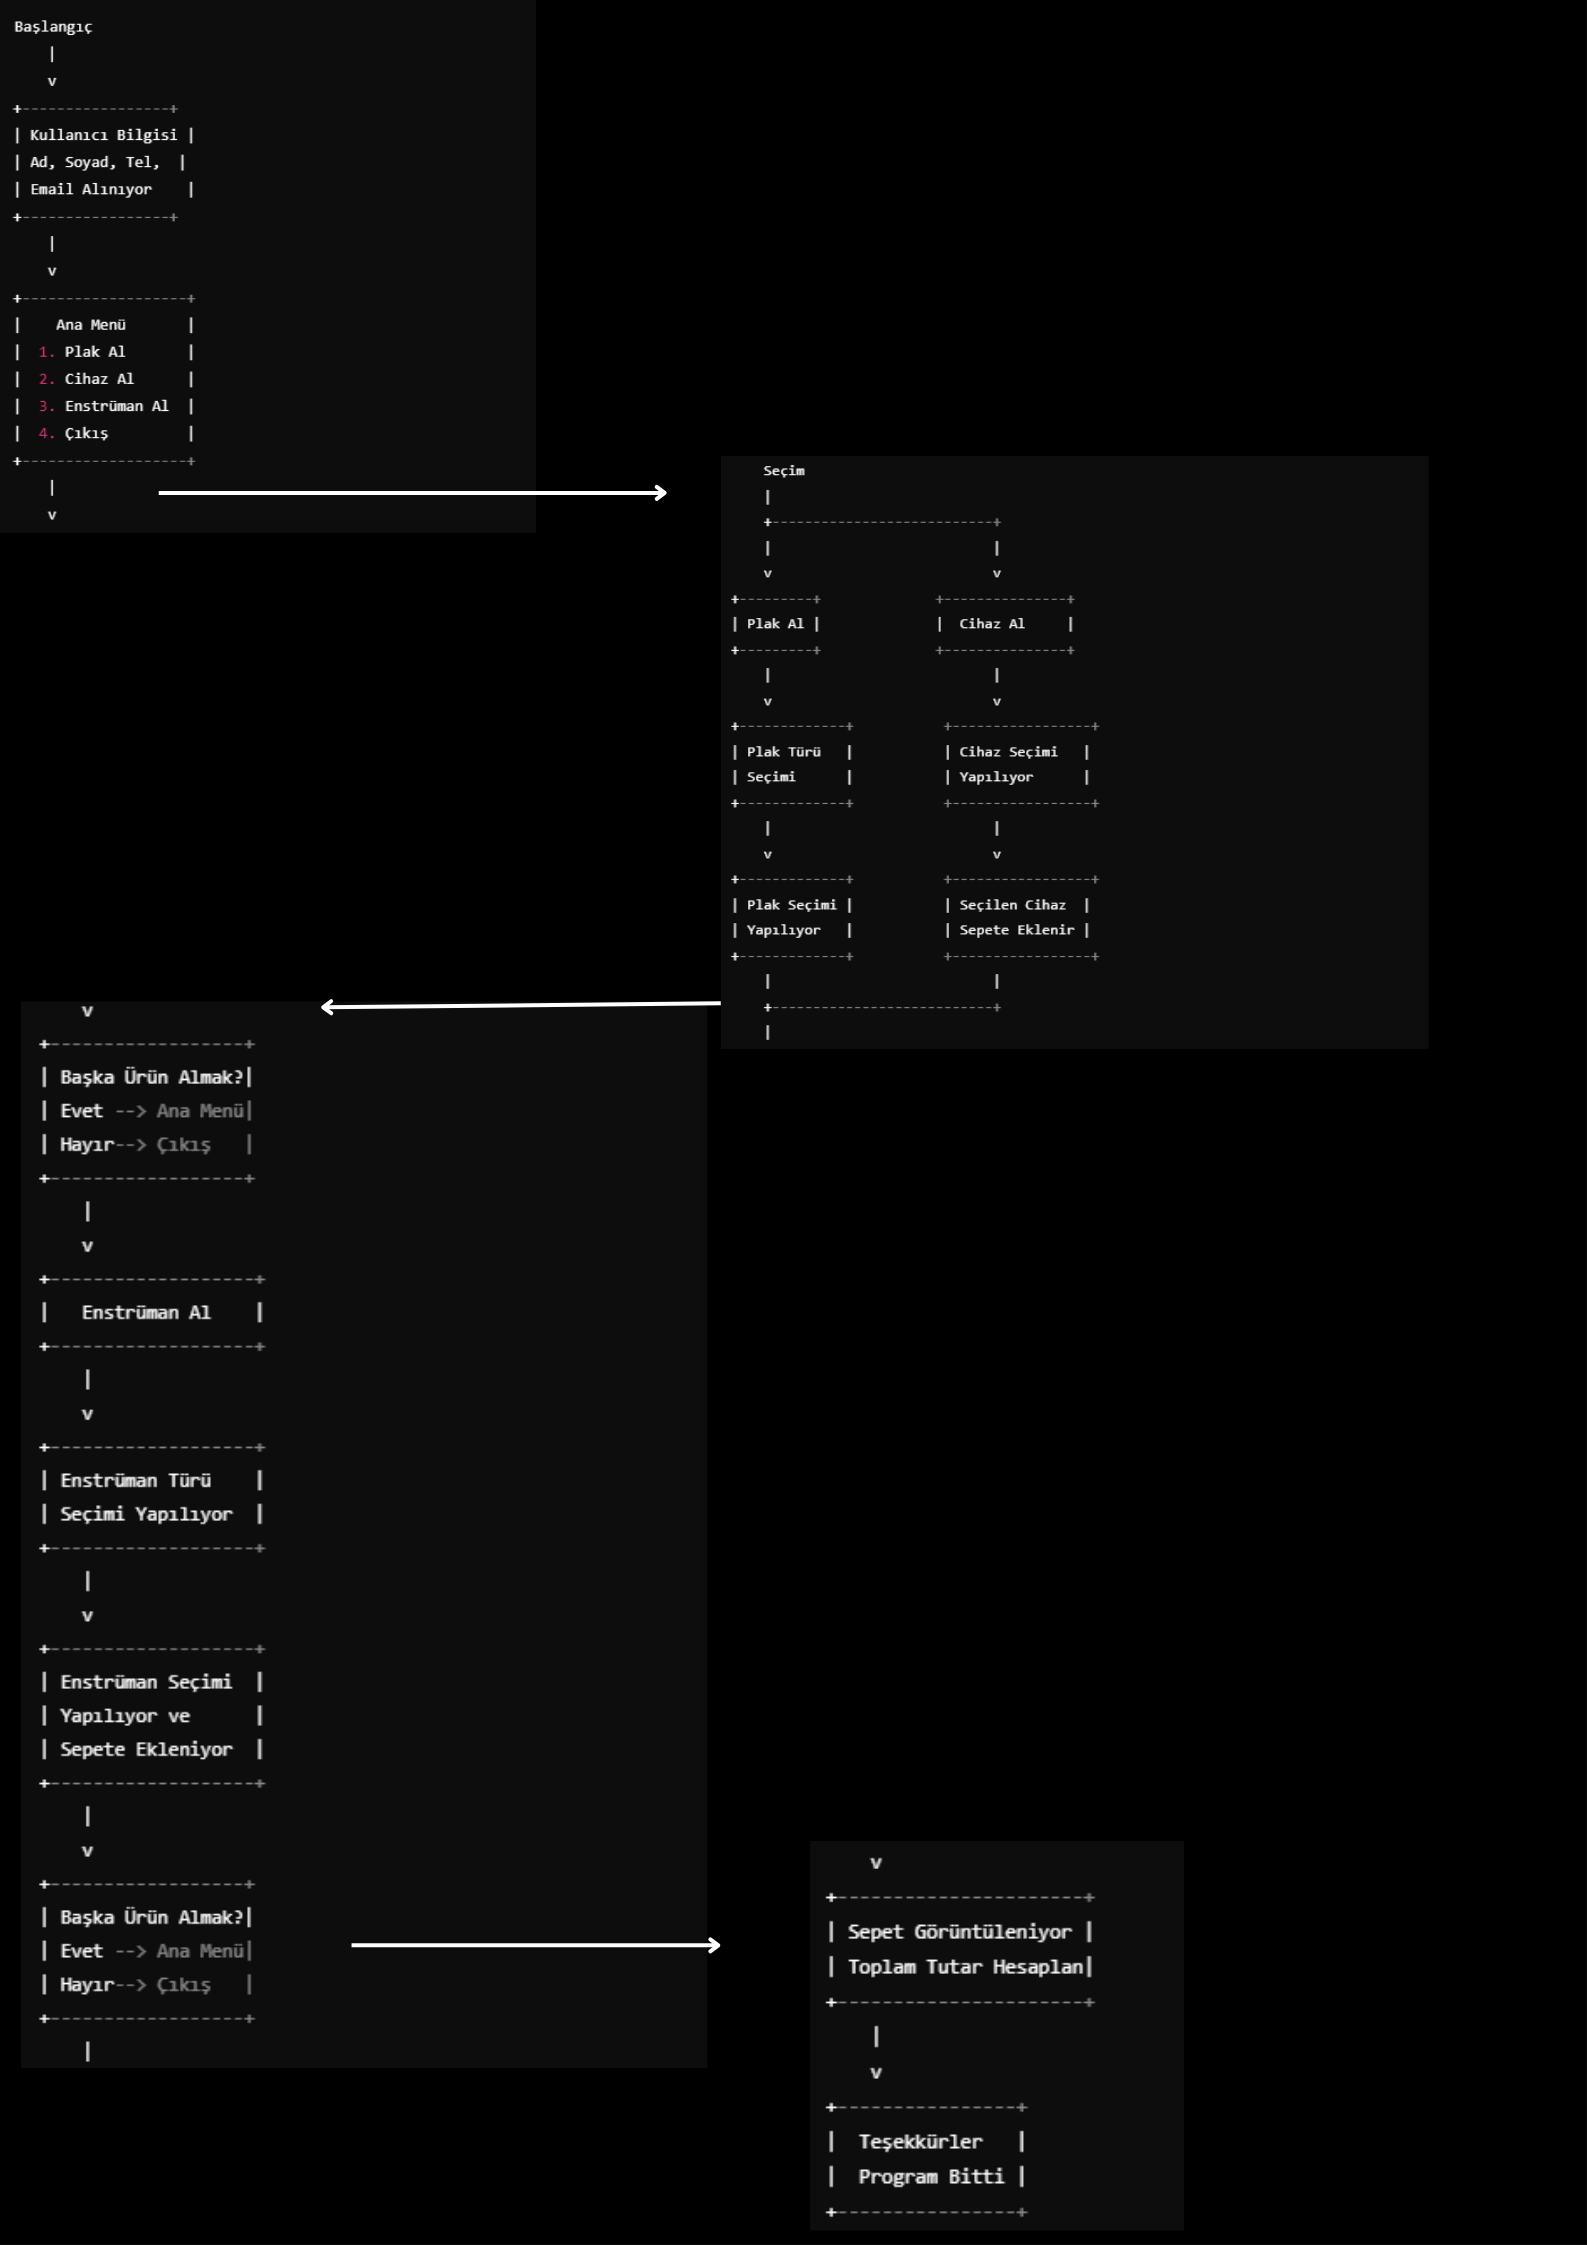 Başlangıç
|
v
+-----------------+
| Kullanıcı Bilgisi |
| Ad, Soyad, Tel,  |
| Email Alınıyor    |
+-----------------+
|
v
+-------------------+
|    Ana Menü       |
|  1. Plak Al       |
|  2. Cihaz Al      |
|  3. Enstrüman Al  |
|  4. Çıkış         |
+-------------------+
|
v
Seçim
|
+---------------------------+
|                           |
v                           v
+---------+              +---------------+
| Plak Al |              |  Cihaz Al     |
+---------+              +---------------+
|                           |
v                           v
+-------------+           +-----------------+
| Plak Türü   |           | Cihaz Seçimi   |
| Seçimi      |           | Yapılıyor      |
+-------------+           +-----------------+
|                           |
v                           v
+-------------+           +-----------------+
| Plak Seçimi |           | Seçilen Cihaz  |
| Yapılıyor   |           | Sepete Eklenir |
+-------------+           +-----------------+
|                           |
+---------------------------+
|
v
+------------------+
| Başka Ürün Almak?|
| Evet --> Ana Menü|
| Hayır--> Çıkış   |
+------------------+
|
v
+-------------------+
|   Enstrüman Al    |
+-------------------+
|
v
+-------------------+
| Enstrüman Türü    |
| Seçimi Yapılıyor  |
+-------------------+
|
v
+-------------------+
| Enstrüman Seçimi  |
| Yapılıyor ve      |
| Sepete Ekleniyor  |
+-------------------+
|
v
+------------------+
| Başka Ürün Almak?|
| Evet --> Ana Menü|
| Hayır--> Çıkış   |
+------------------+
|
v
+----------------------+
| Sepet Görüntüleniyor |
| Toplam Tutar Hesaplan|
+----------------------+
|
v
+----------------+
|  Teşekkürler   |
|  Program Bitti |
+----------------+